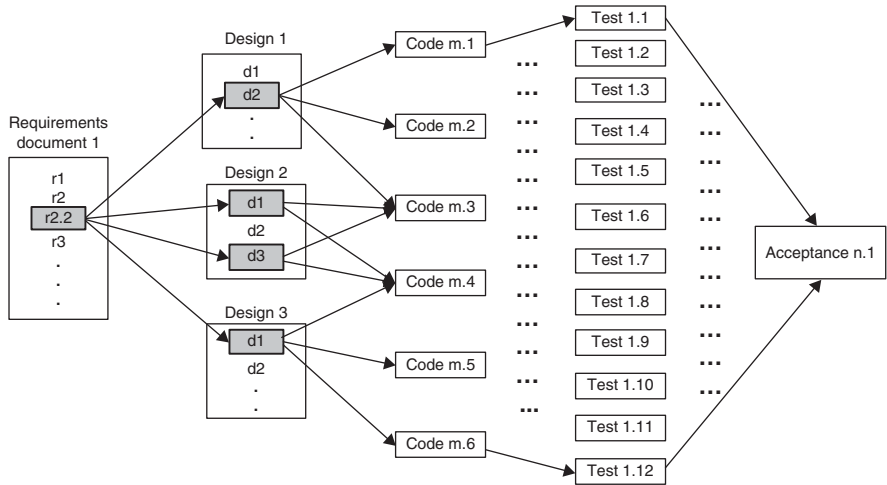 Requirements
document 1
r1
r2
r2.2
r3
.
.
.
Design 1
d1
d2
.
.
Design 2
d1
d2
d3
Design 3
d1
d2
.
.
Code m.1
Code m.2
Code m.3
Code m.4
Code m.5
Code m.6
...
...
...
...
...
...
...
...
...
...
...
...
...
Test 1.1
Test 1.2
Test 1.3
Test 1.4
Test 1.5
Test 1.6
Test 1.7
Test 1.8
Test 1.9
Test 1.10
Test 1.11
Test 1.12
...
...
...
...
...
...
...
...
...
...
...
Acceptance n.1